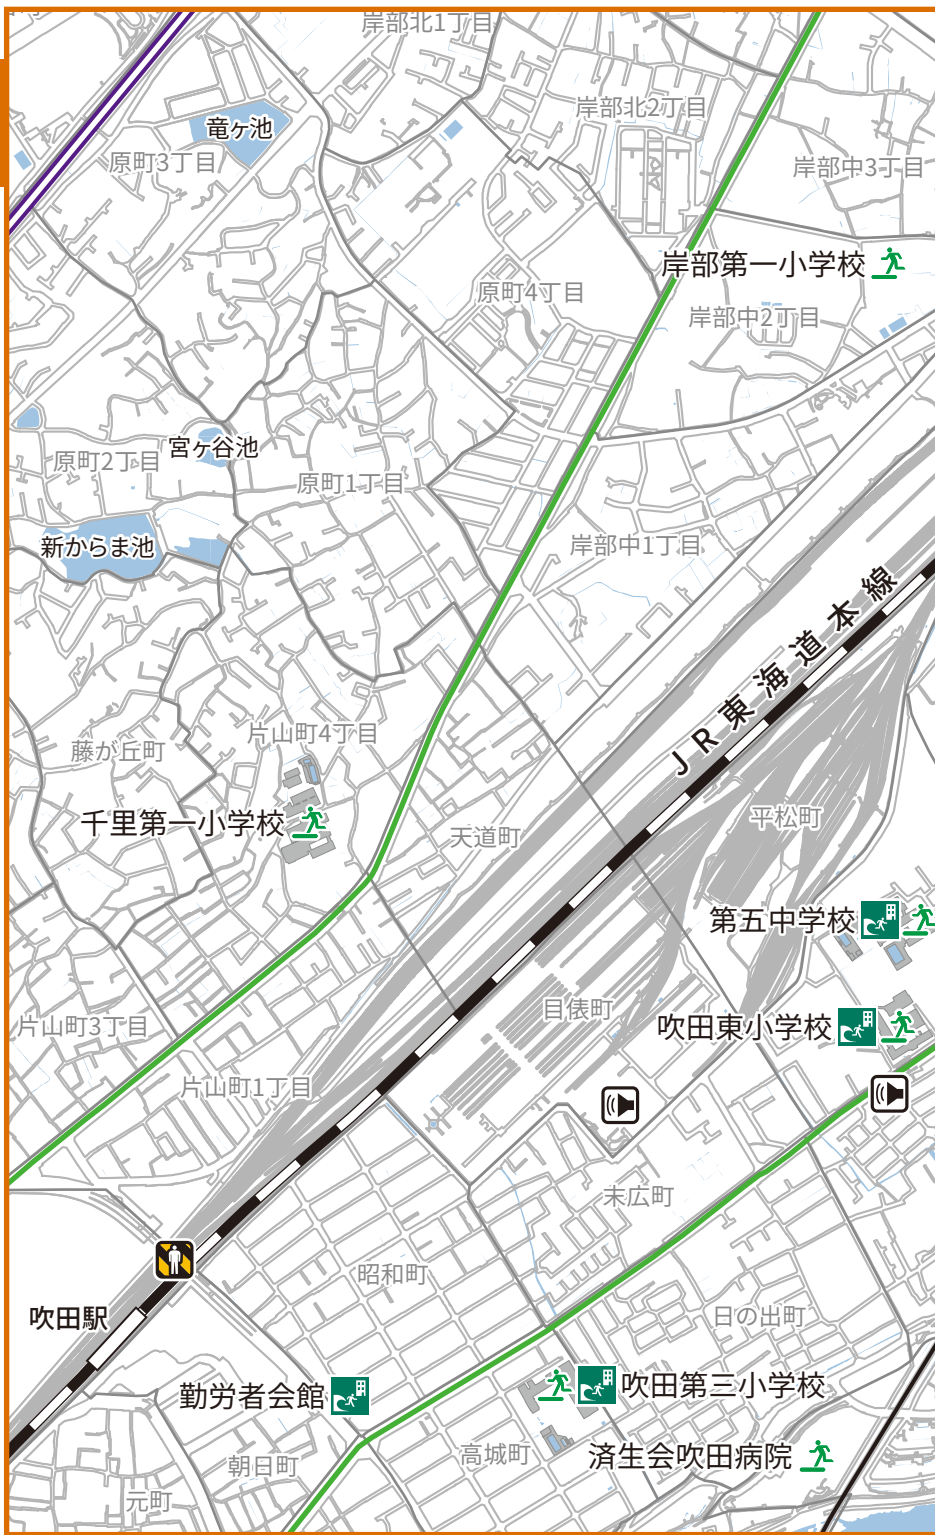 岸部北1丁目
竜ヶ池
岸部北2丁目
原町3丁目
岸部中3丁目
岸部第一小学校
原町4丁目
岸部中2丁目
宮ヶ谷池
原町2丁目
原町1丁目
新からま池
岸部中1丁目
JR東海道本線
片山町4丁目
藤が丘町
千里第一小学校
天道町
平松町
第五中学校
目俵町
片山町3丁目
吹田東小学校
片山町1丁目
末広町
昭和町
吹田駅
日の出町
勤労者会館
吹田第三小学校
高城町
済生会吹田病院
朝日町
元町